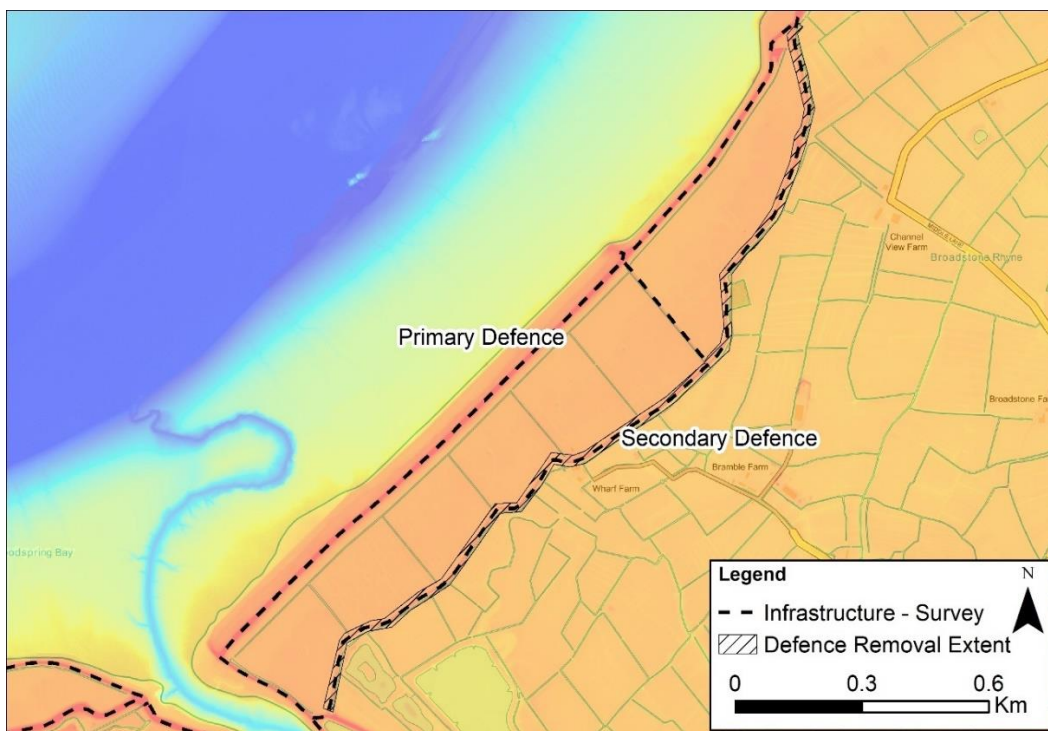 Channel
View Farm
Broadstone Rhyne
Primary Defence
Broadstone Fa
Secondary Defence
Bramble Farm
Wharf Farm
oodspring Bay
Legend
N
Infrastructure - Survey
Defence Removal Extent
0 0.3 0.6
Km